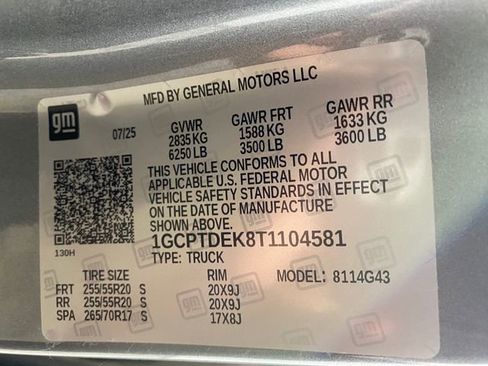 MFD BY GENERAL MOTORS LLC
gm
07/25 GVWR GAWR FRT GAWR RR
2835 KG 1588 KG 1633 KG
6250 LB 3500 LB 3600 LB
THIS VEHICLE CONFORMS TO ALL
APPLICABLE U.S. FEDERAL MOTOR
VEHICLE SAFETY STANDARDS IN EFFECT
ON THE DATE OF MANUFACTURE
SHOWN ABOVE.
130H
1GCPTDEK8T1104581
TYPE: TRUCK
TIRE SIZE RIM MODEL: 8114G43
FRT 255/55R20 S 20X9J
RR 255/55R20 S 20X9J
SPA 265/70R17 S 17X8J